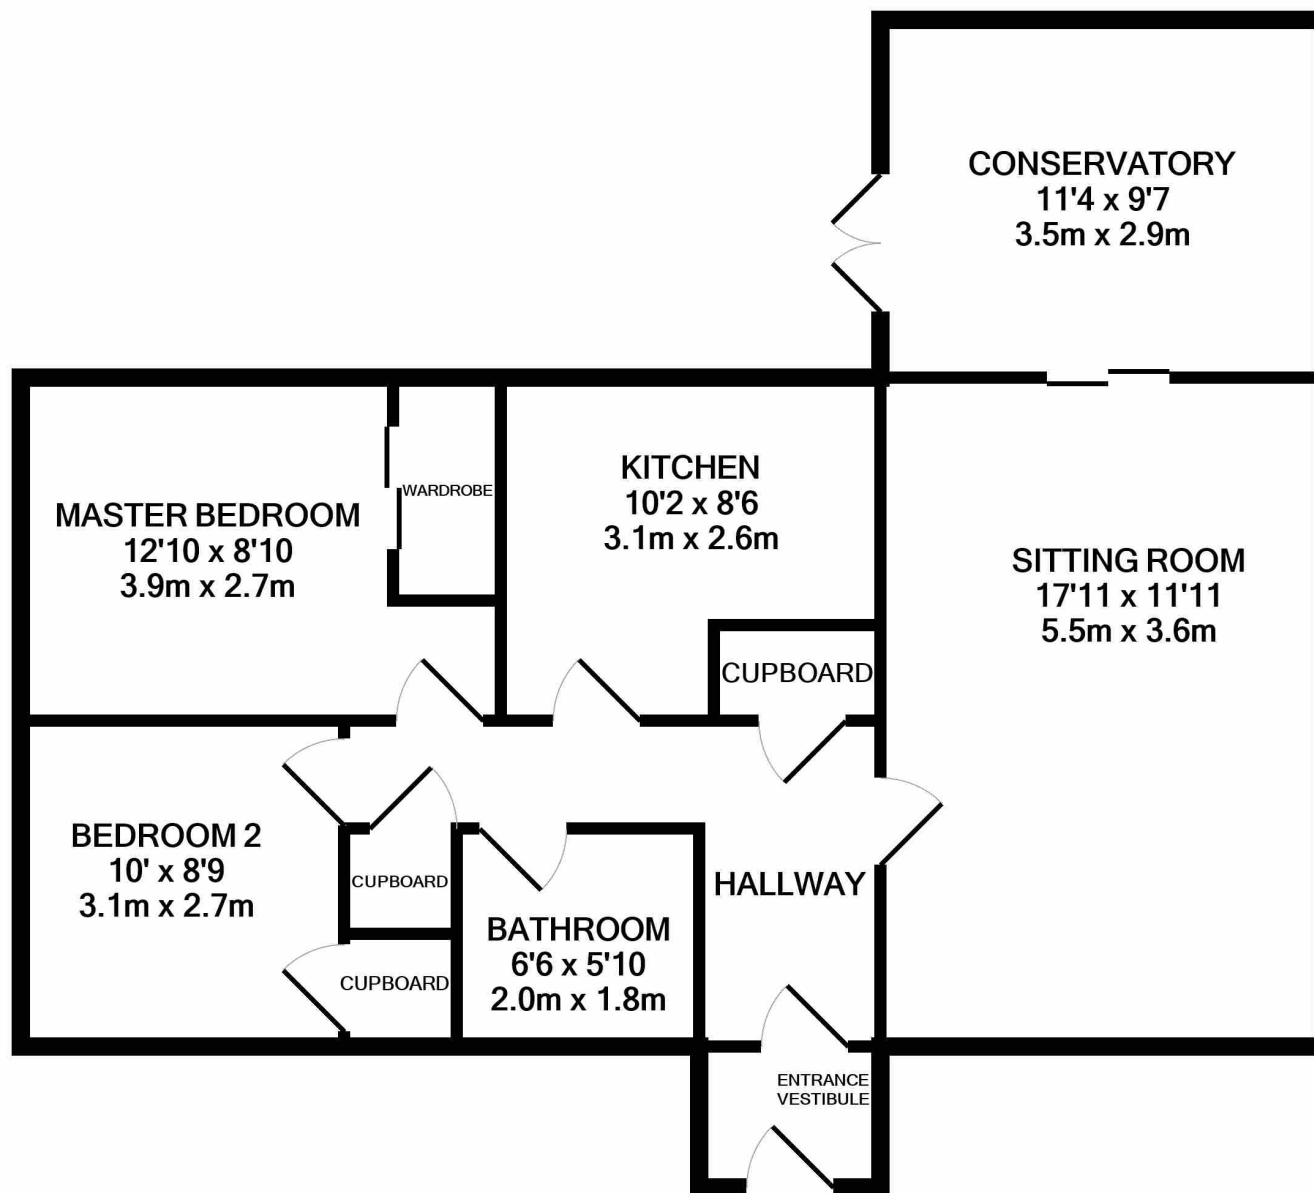 CONSERVATORY
11'4 x 9'7
3.5m x 2.9m
MASTER BEDROOM
12'10 x 8'10
3.9m x 2.7m
WARDROBE
KITCHEN
10'2 x 8'6
3.1m x 2.6m
SITTING ROOM
17'11 x 11'11
5.5m x 3.6m
CUPBOARD
BEDROOM 2
10' x 8'9
3.1m x 2.7m
CUPBOARD
CUPBOARD
BATHROOM
6'6 x 5'10
2.0m x 1.8m
HALLWAY
ENTRANCE
VESTIBULE